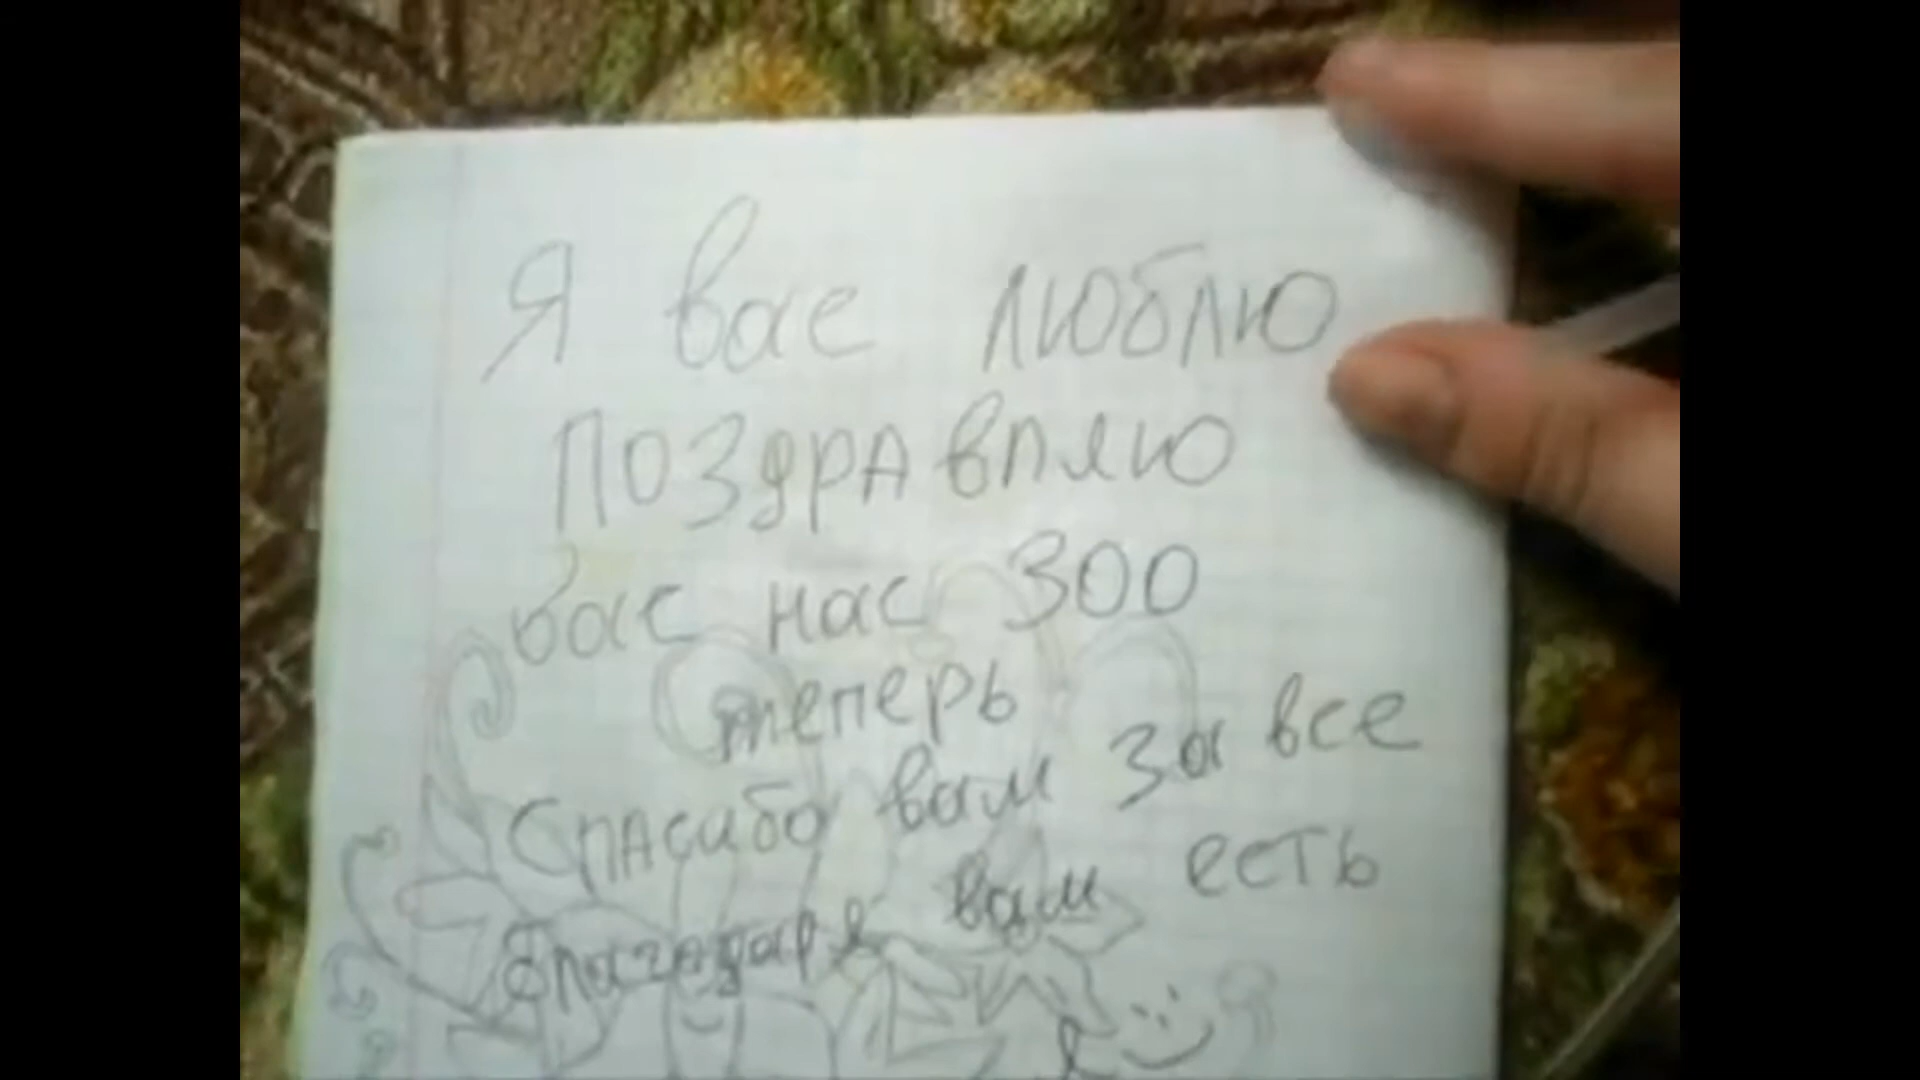 Я вас люблю
поздравляю
вас нас 300
теперь
Спасибо вам за все
благодаря вам есть
я